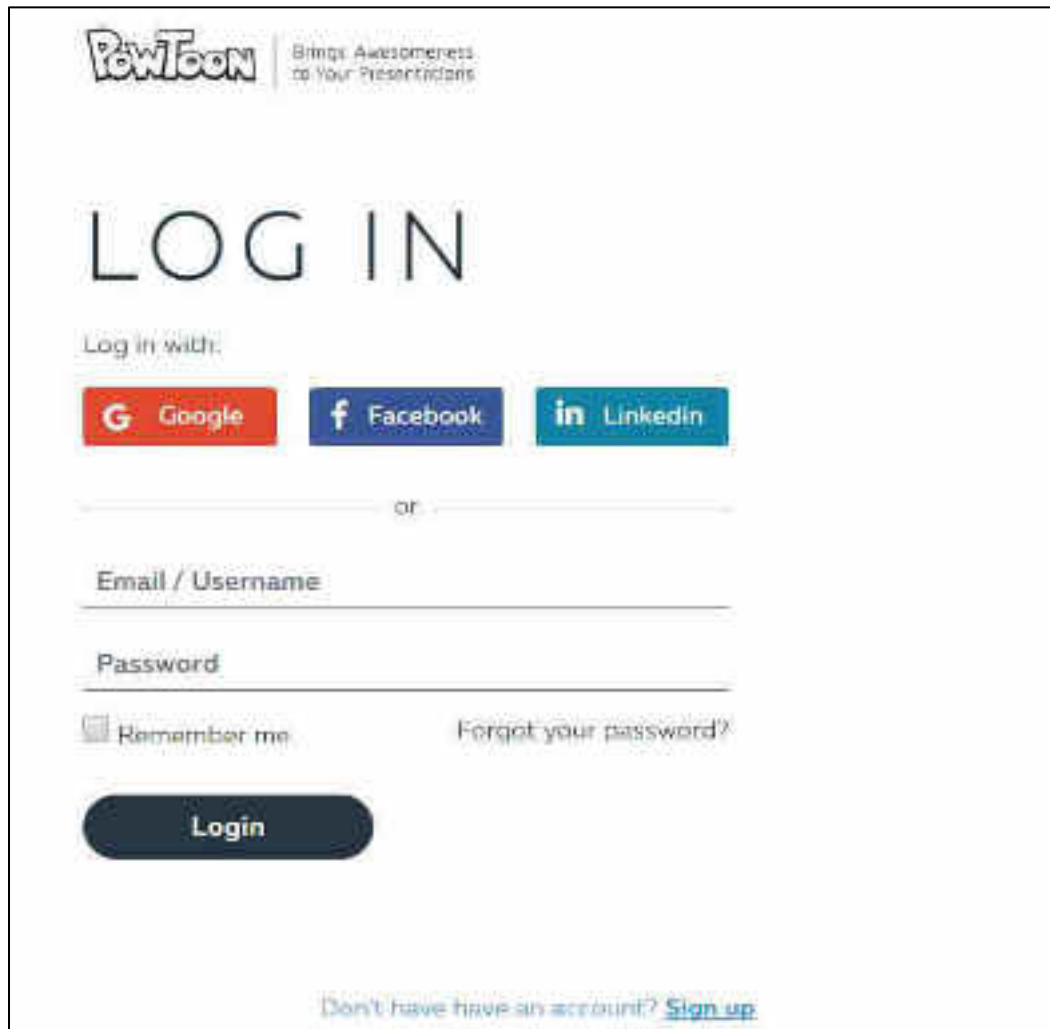 POWTOON
Brings Awesomeness
to Your Presentations
LOG IN
Log in with:
G Google
f Facebook
in Linkedin
or
Email / Username
Password
Remember me
Forgot your password?
Login
Don't have have an account? Sign up